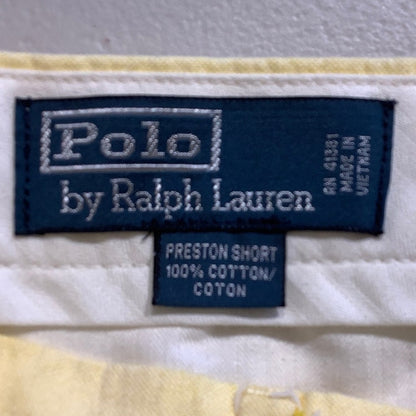 Polo
by Ralph Lauren
RN 41381
MADE IN
VIETNAM
PRESTON SHORT
100% COTTON/
COTON